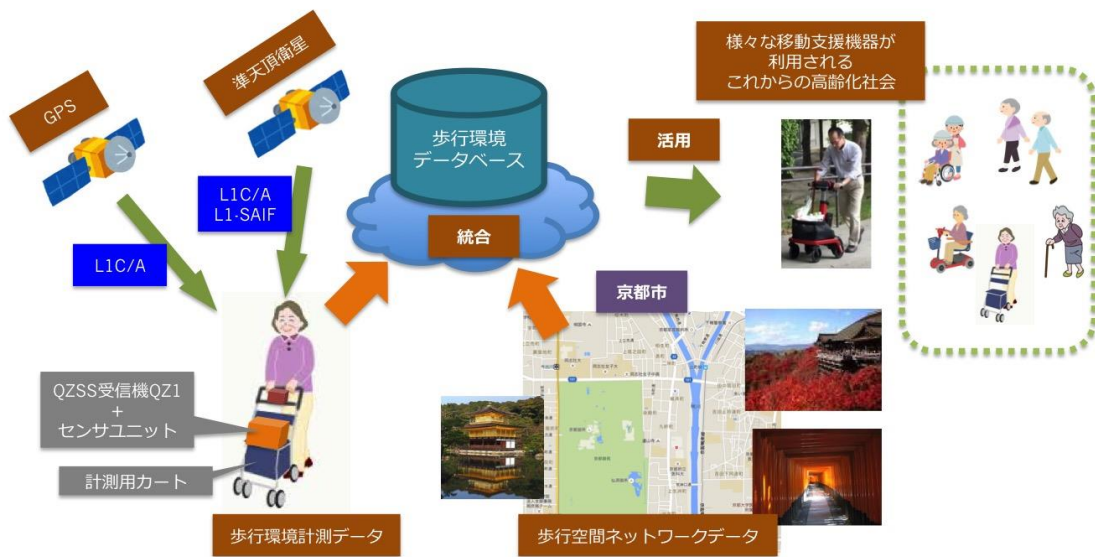 GPS
準天頂衛星
L1C/A
L1C/A
L1-SAIF
歩行環境
データベース
統合
活用
様々な移動支援機器が
利用される
これからの高齢化社会
京都市
QZSS受信機QZ1
+
センサユニット
計測用カート
歩行環境計測データ
歩行空間ネットワークデータ